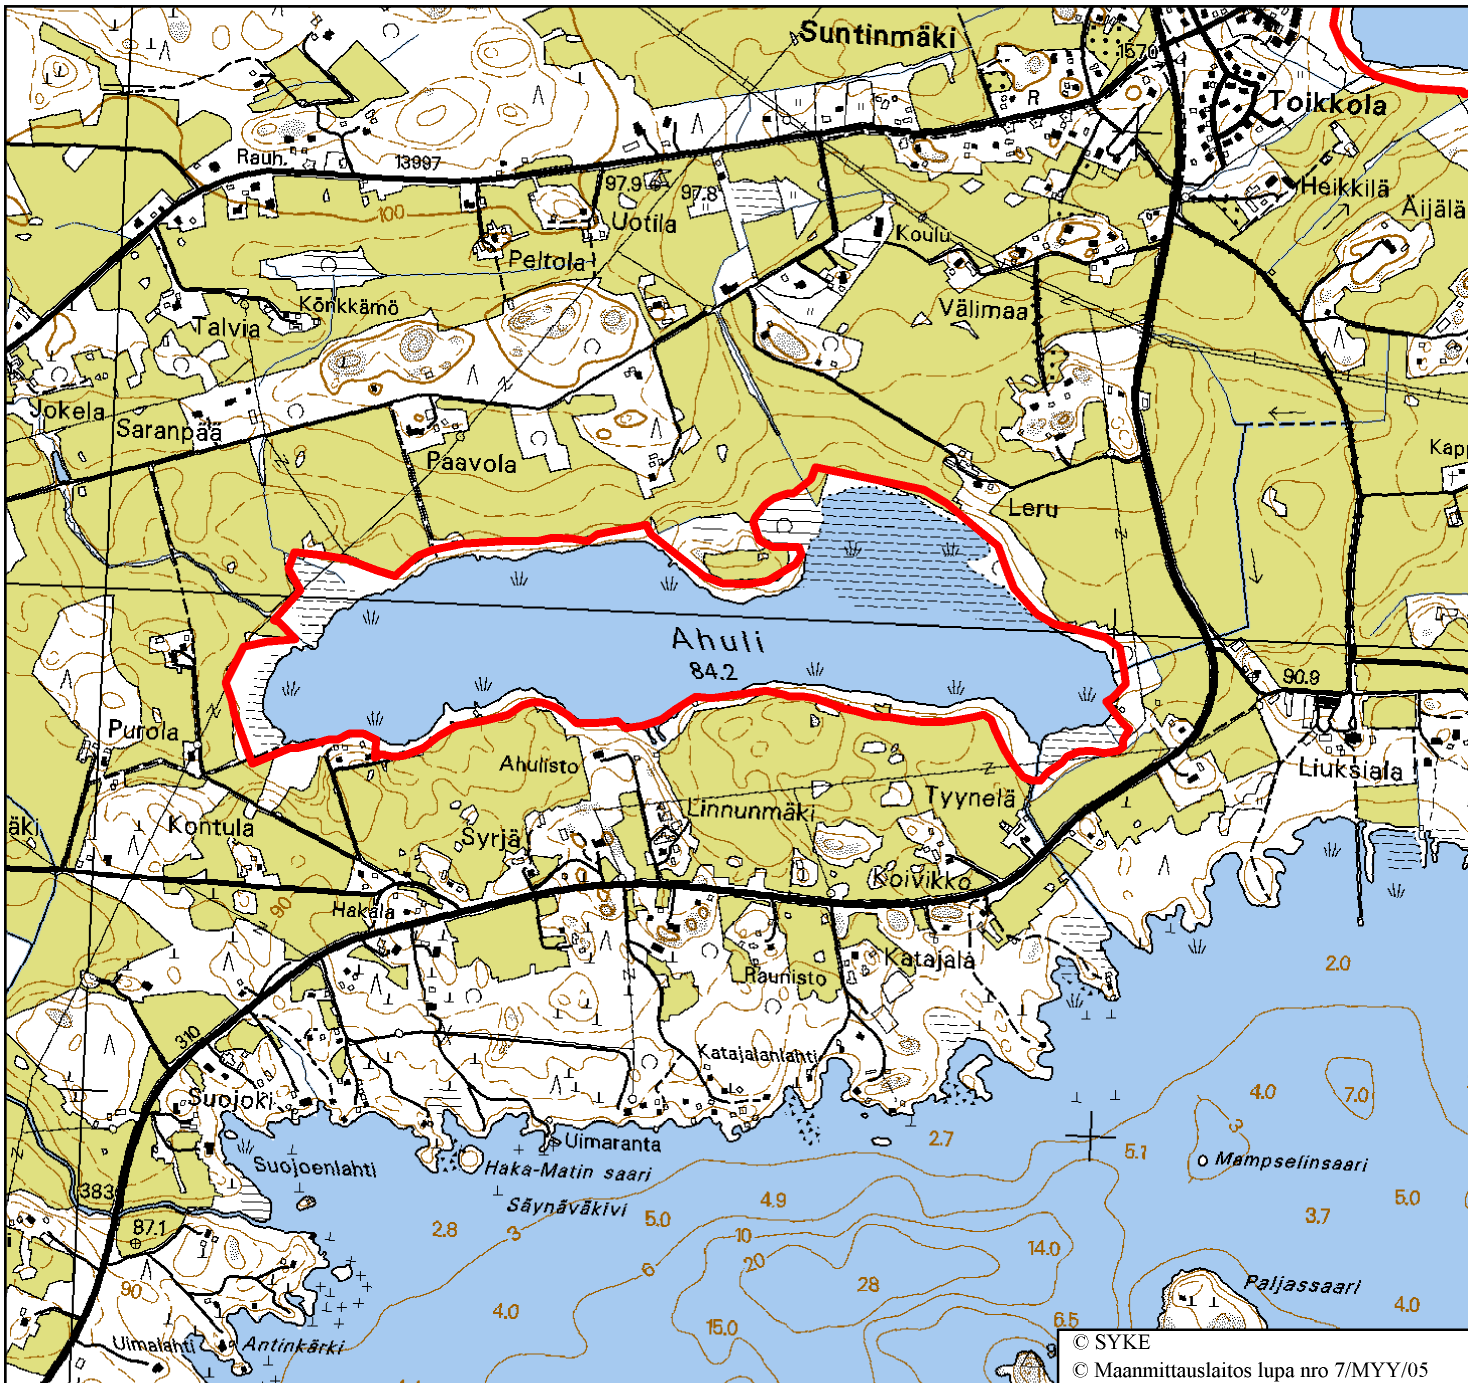 Suntinmäki
1570
R
Toikkola
Rauh.
13997
97.9
97.8
Heikkilä
Äijälä
100
Uotila
Koulu
Peltola
Könkkämö
Talvia
Välimaa
Jokela
Saranpää
Paavola
Kapp
Leru
Ahuli
84.2
90.9
Purola
Ahulisto
Liuksiala
Tyynelä
Linnunmäki
äki
Kontula
Syrjä
Koivikko
90
Hakala
Katajala
Raunisto
2.0
310
Katajalanlahti
Suojoki
4.0
7.0
3
2.7
5.1
Uimaranta
Suojoenlahti
Haka-Matin saari
Mampselinsaari
383
Säynäväkivi
4.9
5.0
5.0
87.1
2.8
3
3.7
10
14.0
i
6
20
28
Paljassaari
90
4.0
4.0
15.0
6.5
Uimalahti
Antinkärki
9
© SYKE
© Maanmittauslaitos lupa nro 7/MYY/05